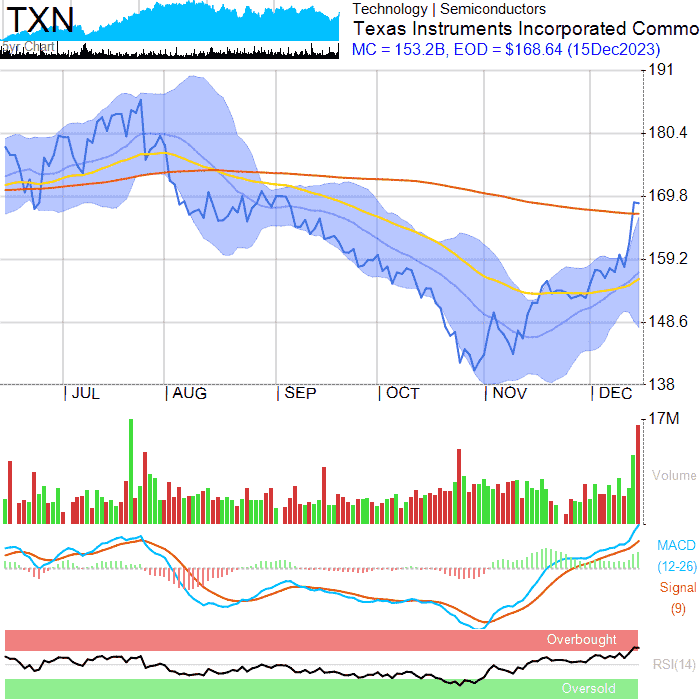 TXN
5yr Chart
Technology | Semiconductors
Texas Instruments Incorporated Commo
MC = 153.2B, EOD = $168.64 (15Dec2023)
191
180.4
169.8
159.2
148.6
138
JUL
AUG
SEP
OCT
NOV
DEC
17M
Volume
MACD
(12-26)
Signal
(9)
Overbought
RSI(14)
Oversold